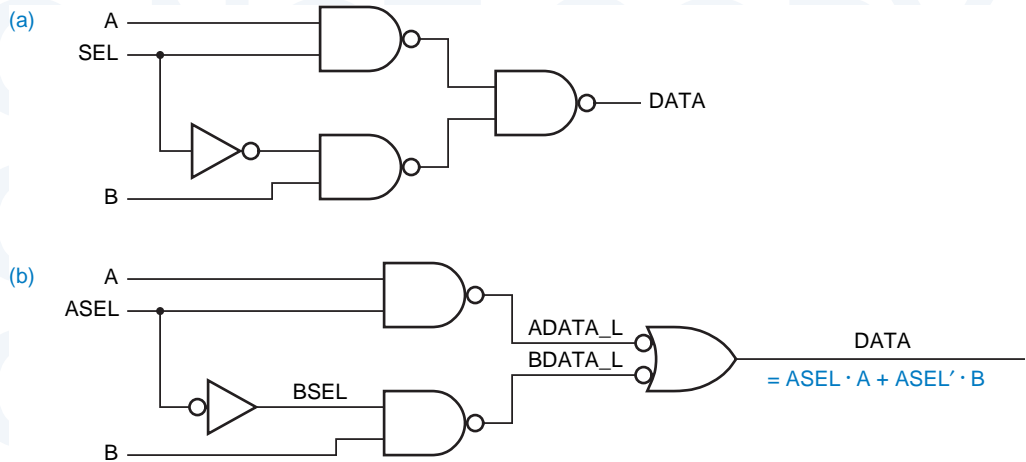 (a)
A
SEL
B
DATA
(b)
A
ASEL
BSEL
B
ADATA_L
BDATA_L
DATA
= ASEL · A + ASEL′ · B